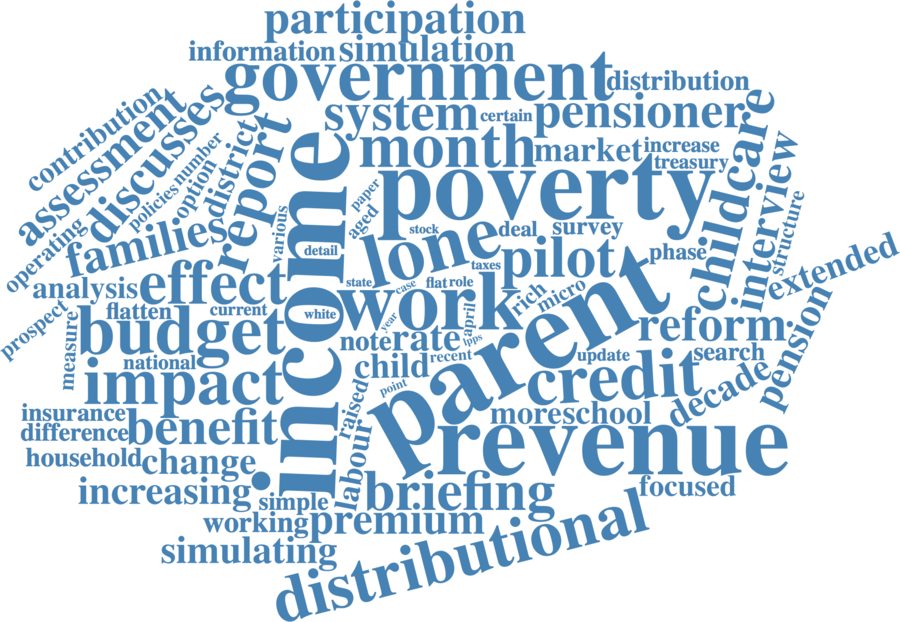 participation
information
simulation
government
distribution
contribution
assessment
discusses
system
certain
pensioner
childcare
number
option
district
report
month
market
increase
treasury
interview
policies
operating
families
income
paper
aged
poverty
structure
various
detail
lone
stock
deal
survey
phase
extended
analysis
effect
state
case
taxes
pilot
flat
role
rich
micro
prospect
flatten
current
white
work
year
april
parent
pension
measure
budget
note
rate
lpps
reform
national
child
recent
update
search
impact
point
credit
decade
insurance
difference
benefit
raised
more
school
household
change
labour
revenue
increasing
simple
briefing
focused
working
premium
simulating
distributional